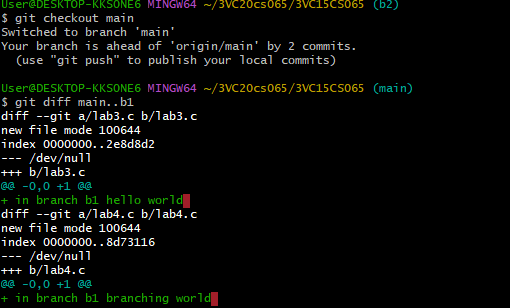 User@DESKTOP-KKSONE6 MINGW64 ~/3VC20cs065/3VC15CS065 (b2)
$ git checkout main
Switched to branch 'main'
Your branch is ahead of 'origin/main' by 2 commits.
  (use "git push" to publish your local commits)

User@DESKTOP-KKSONE6 MINGW64 ~/3VC20cs065/3VC15CS065 (main)
$ git diff main..b1
diff --git a/lab3.c b/lab3.c
new file mode 100644
index 0000000..2e8d8d2
--- /dev/null
+++ b/lab3.c
@@ -0,0 +1 @@
+ in branch b1 hello world
diff --git a/lab4.c b/lab4.c
new file mode 100644
index 0000000..8d73116
--- /dev/null
+++ b/lab4.c
@@ -0,0 +1 @@
+ in branch b1 branching world